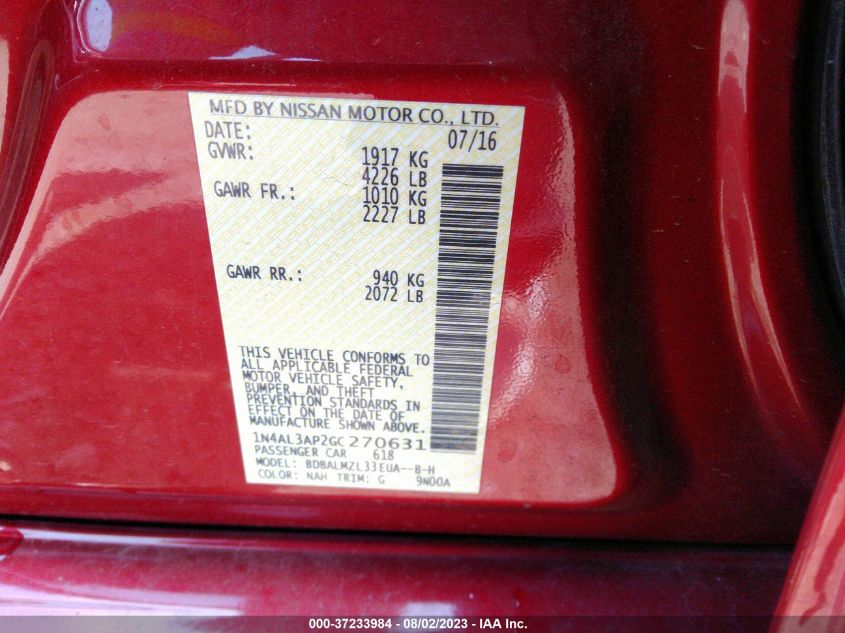 MFD BY NISSAN MOTOR CO., LTD.
DATE: 07/16
GVWR: 1917 KG
4226 LB
GAWR FR.: 1010 KG
2227 LB
GAWR RR.: 940 KG
2072 LB
THIS VEHICLE CONFORMS TO
ALL APPLICABLE FEDERAL
MOTOR VEHICLE SAFETY,
BUMPER, AND THEFT
PREVENTION STANDARDS IN
EFFECT ON THE DATE OF
MANUFACTURE SHOWN ABOVE.
1N4AL3AP2GC270631
PASSENGER CAR 618
MODEL: BDBALMZL33EUA--B-H
COLOR: NAH TRIM: G 9N00A
000-37233984 - 08/02/2023 - IAA Inc.